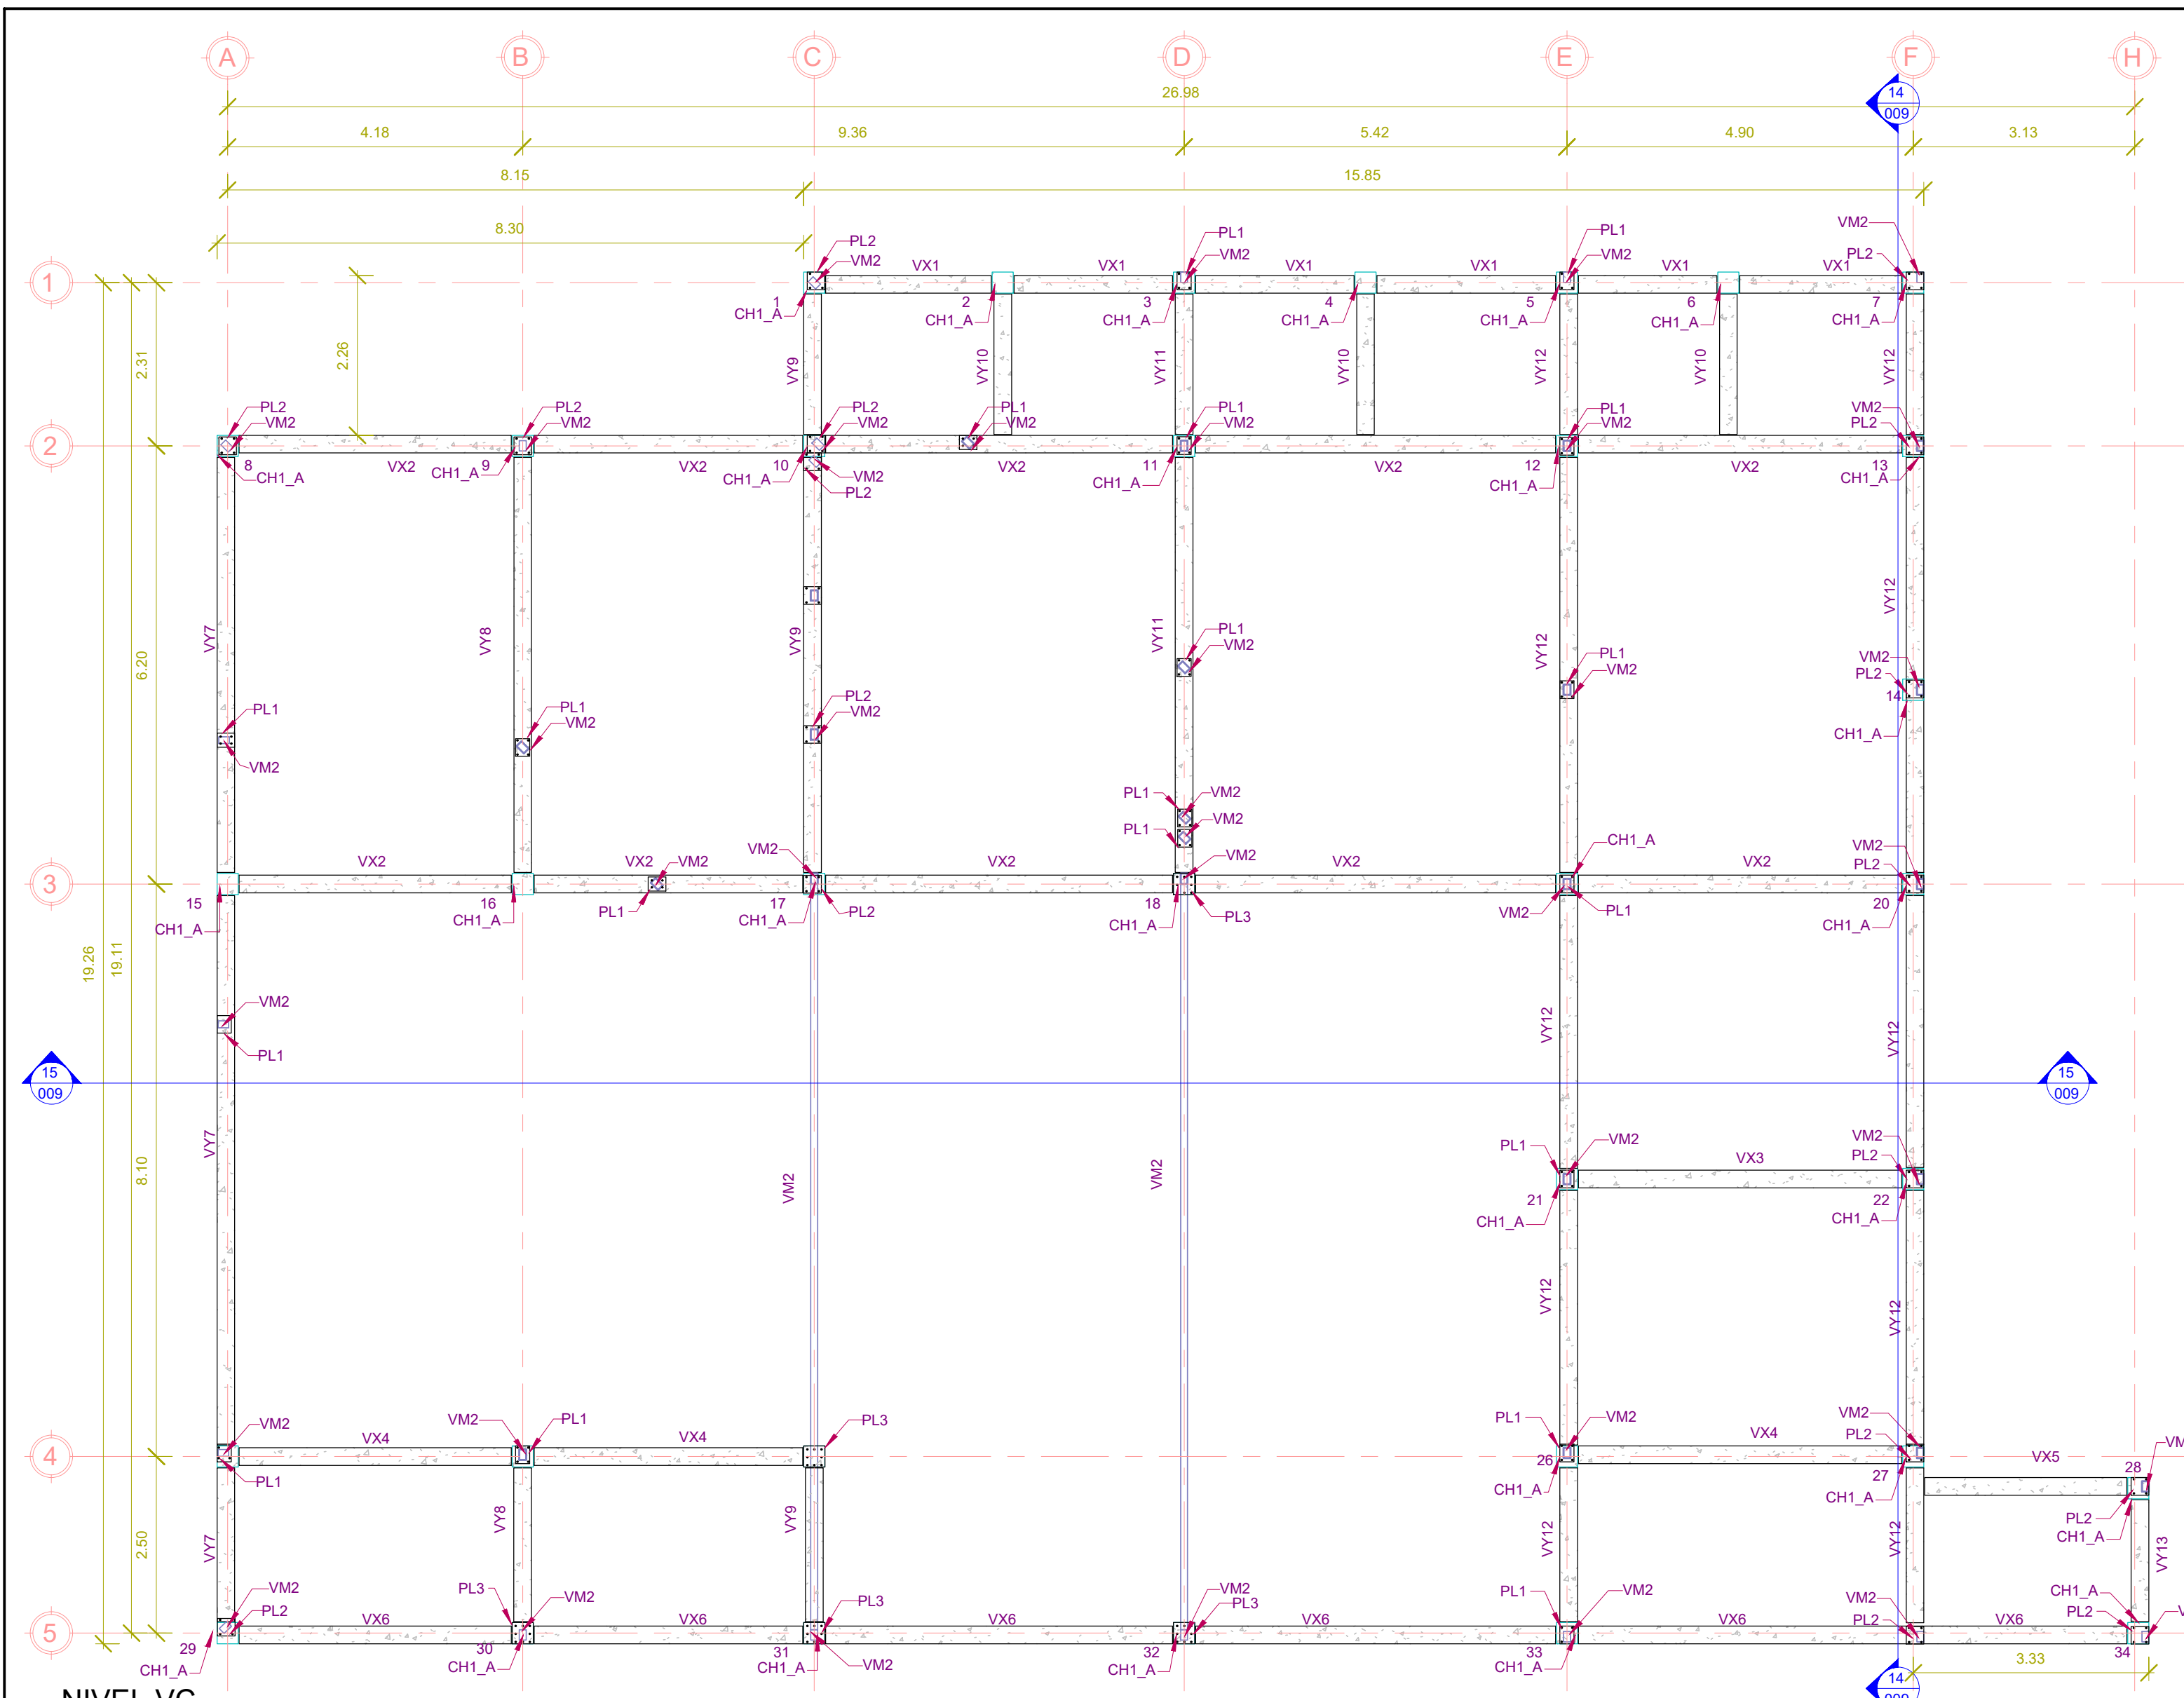 A B C D E F H
26.98
14
009
4.18 9.36 5.42 4.90 3.13
8.15 15.85
8.30
PL2 PL1 PL1 VM2
VM2 VM2 VM2 PL2
1 VX1 VX1 VX1 VX1 VX1 VX1
1 2 3 4 5 6 7
CH1_A CH1_A CH1_A CH1_A CH1_A CH1_A CH1_A
2.31 2.26 VY9 VY10 VY11 VY10 VY12 VY10 VY12
PL2 PL2 PL2 PL1 PL1 PL1 VM2
VM2 VM2 VM2 VM2 VM2 VM2 PL2
2
8 VX2 9 VX2 10 VX2 11 VX2 12 VX2 13
CH1_A CH1_A CH1_A VM2 CH1_A CH1_A CH1_A
PL2
6.20 VY7 VY8 VY9 VY11 VY12 VY12
PL1 PL1 VM2
VM2 VM2 PL2
PL2 14
PL1 PL1 VM2 CH1_A
VM2 VM2
PL1 VM2
PL1 VM2
CH1_A
VX2 VX2 VM2 VM2 VX2 VM2 VX2 VX2 VM2
PL2
3
15 16 PL1 17 PL2 18 PL3 VM2 PL1 20
CH1_A CH1_A CH1_A CH1_A CH1_A
19.26 19.11
VM2
PL1
VY12 VY12
15
009
15
009
8.10 VY7 VM2 VM2
PL1 VM2 VX3 VM2
PL2
21 22
CH1_A CH1_A
VY12 VY12
VM2 VX4 VM2 PL1 VX4 PL3 PL1 VM2 VX4 VM2
PL2
4
PL1 26 27 VX5 28
CH1_A CH1_A PL2
CH1_A
2.50 VY7 VY8 VY9 VY12 VY12 VY13
VM2 PL3 VM2 PL3 VM2 PL1 VM2 VM2 CH1_A
PL2 PL3 PL2 PL2
5 VX6 VX6 VX6 VX6 VX6 VX6
29 30 31 32 33 34
CH1_A CH1_A CH1_A VM2 CH1_A CH1_A
3.33
14